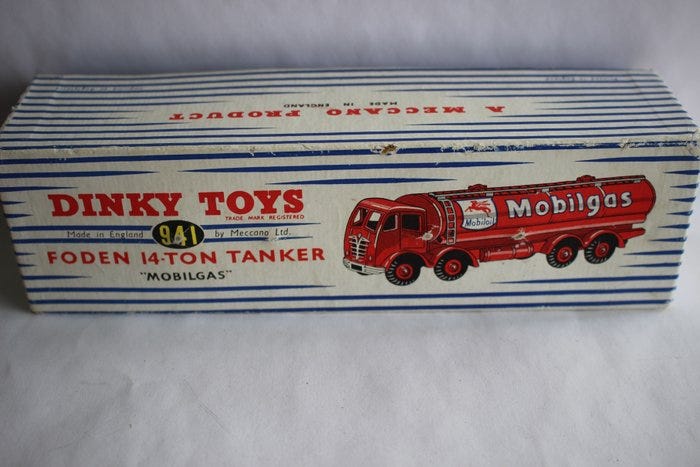 A MECCANO PRODUCT
MADE IN ENGLAND
DINKY TOYS
TRADE MARK REGISTERED
Made in England 941 by Meccano Ltd.
FODEN 14-TON TANKER
"MOBILGAS"
Mobilgas
Mobiloil